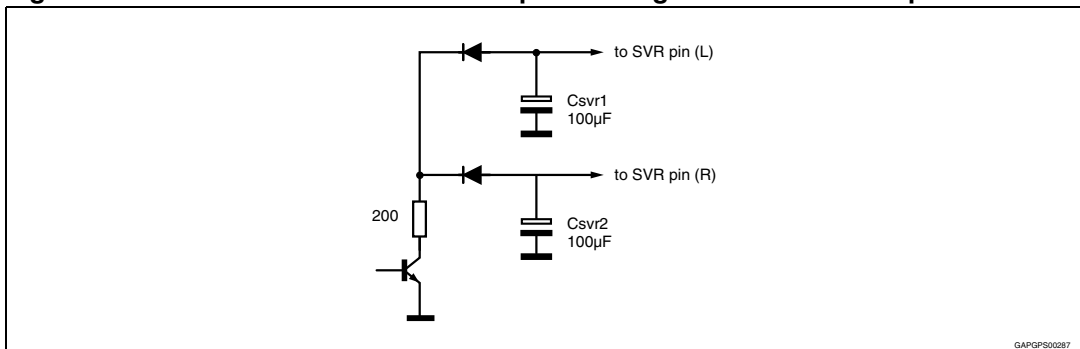 to SVR pin (L)
Csvr1
100µF
to SVR pin (R)
200
Csvr2
100µF
GAPGPS00287